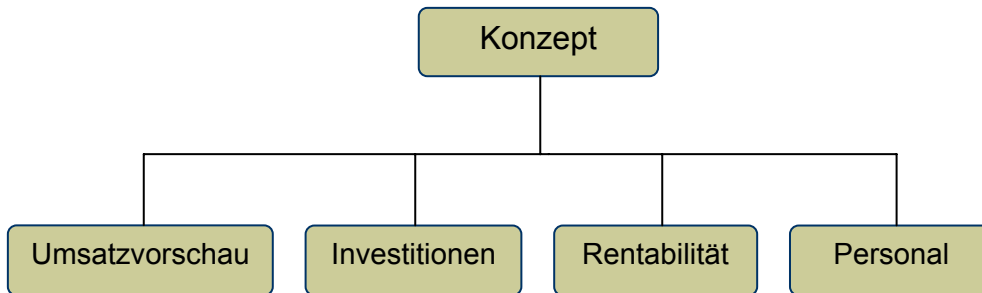 Konzept
Umsatzvorschau
Investitionen
Rentabilität
Personal